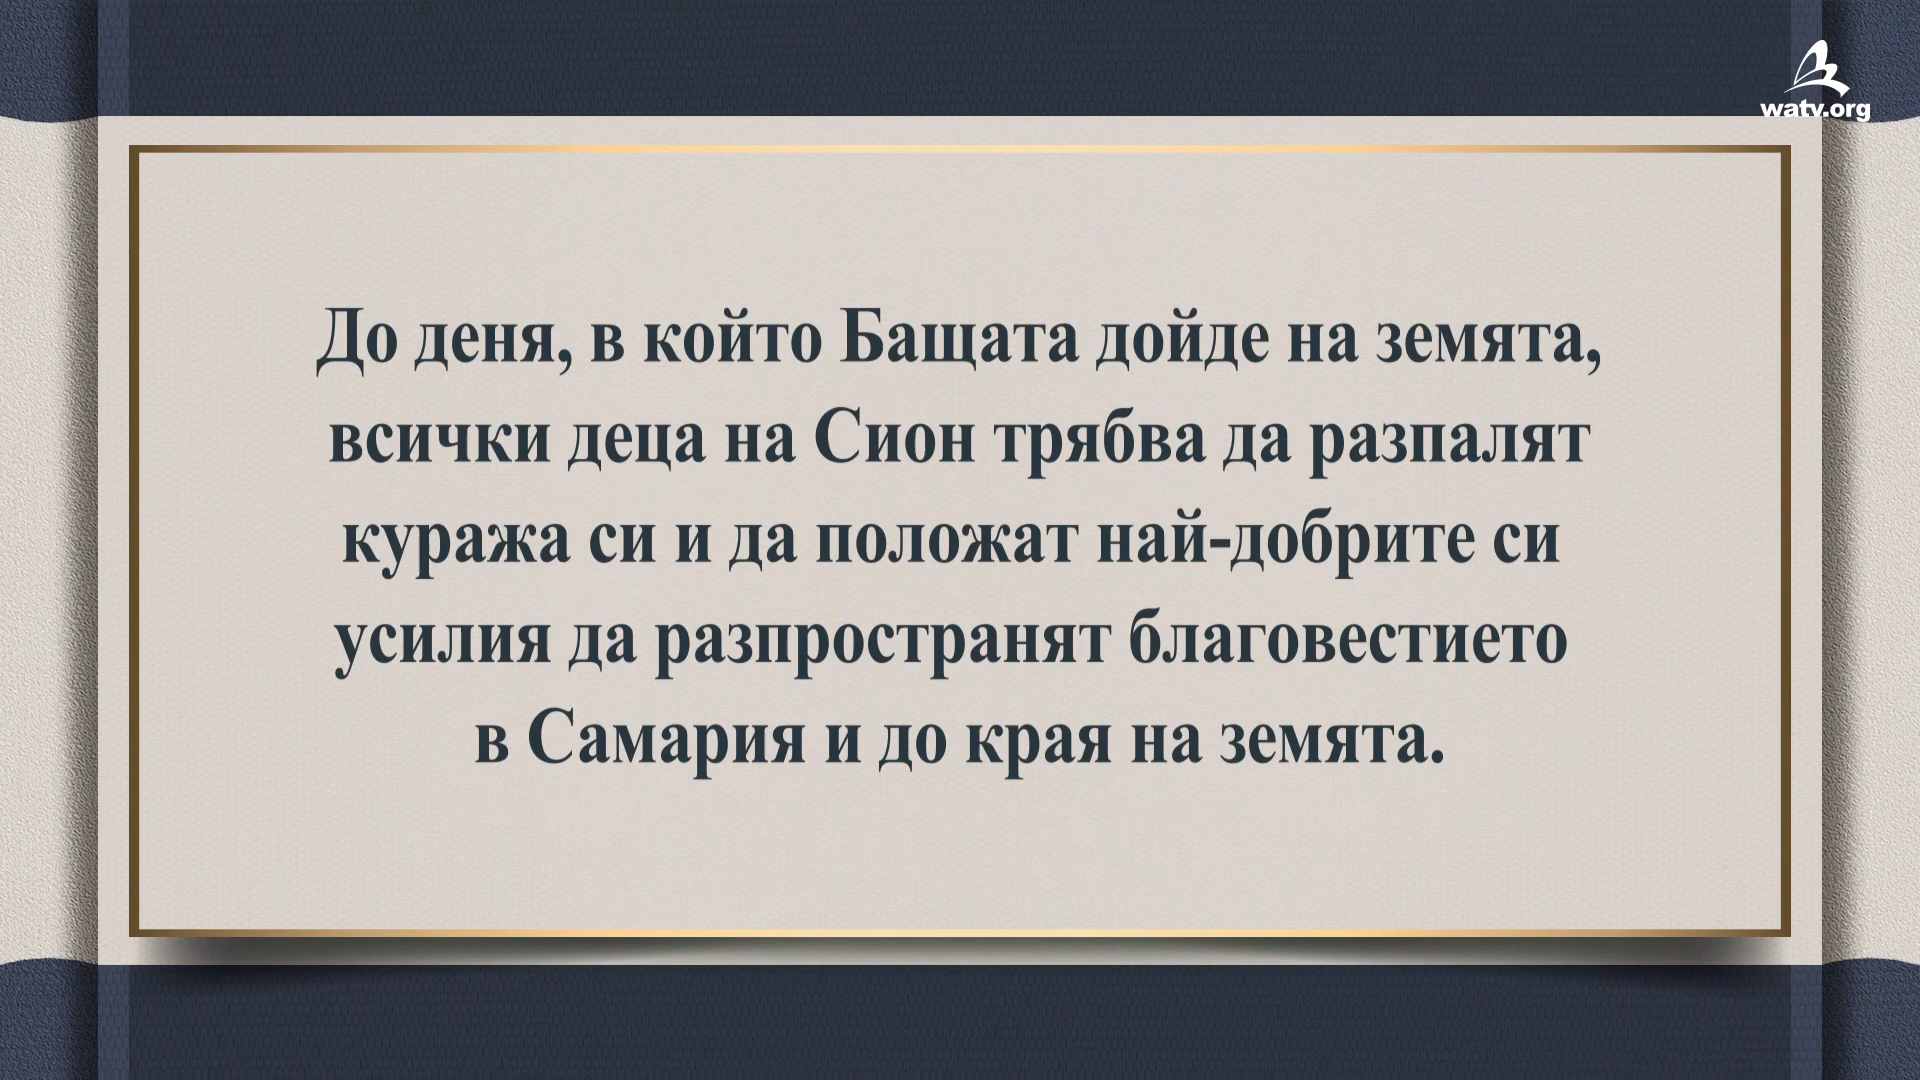 watv.org
До деня, в който Бащата дойде на земята,
всички деца на Сион трябва да разпалят
куража си и да положат най-добрите си
усилия да разпространят благовестието
в Самария и до края на земята.